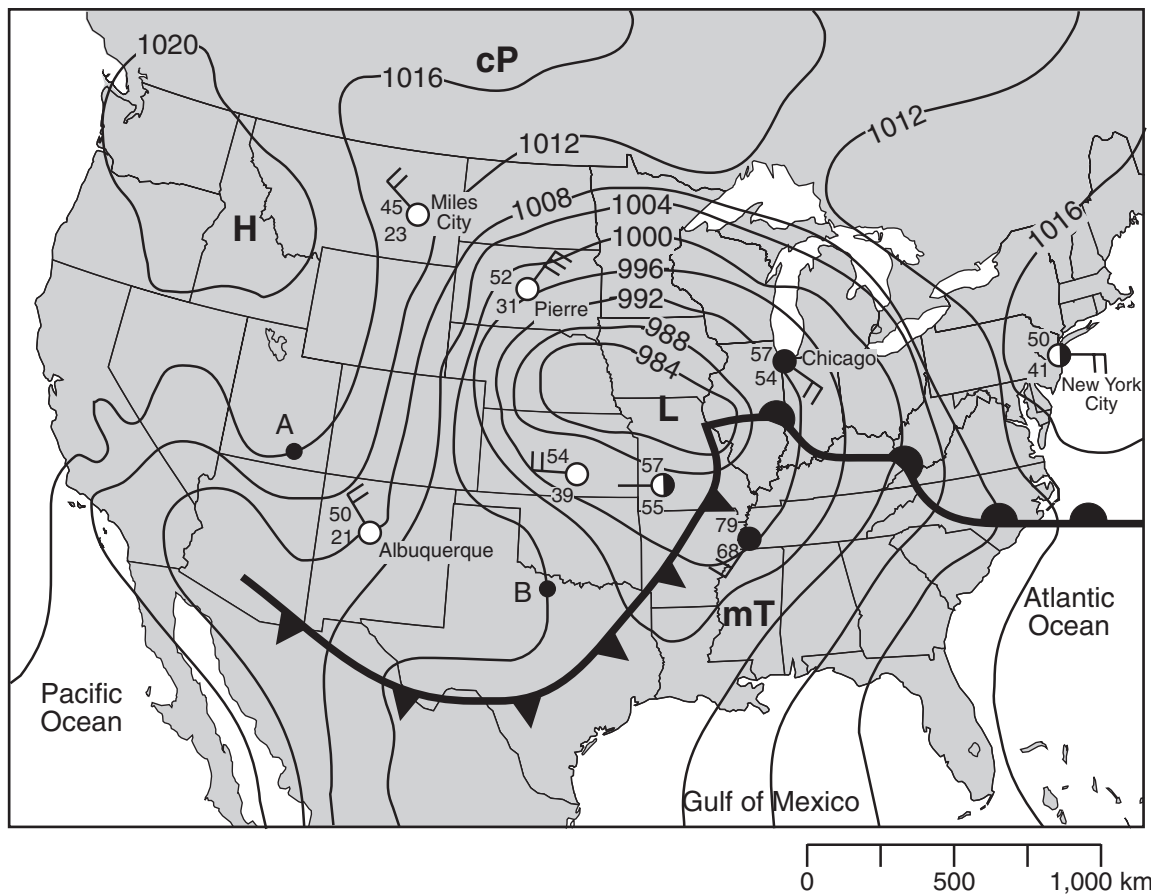 1020
cP
1016
1012
1012
Miles
City
45
23
1008
1004
1016
H
1000
52
31
Pierre
996
992
988
984
57
54
Chicago
50
41
New York
City
L
A
54
39
57
55
50
21
Albuquerque
79
68
B
mT
Atlantic
Ocean
Pacific
Ocean
Gulf of Mexico
0 500 1,000 km